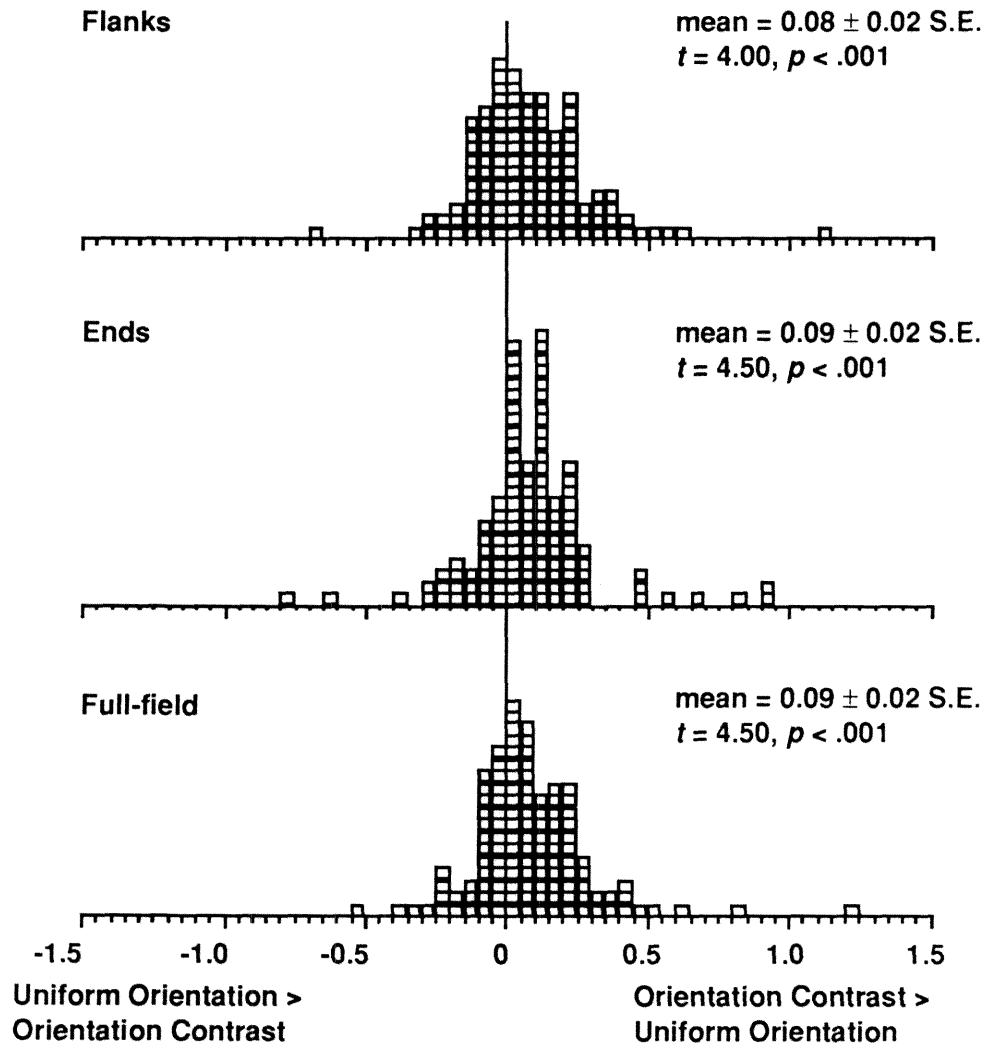 Flanks
mean = 0.08 ± 0.02 S.E.
t = 4.00, p < .001
Ends
mean = 0.09 ± 0.02 S.E.
t = 4.50, p < .001
Full-field
mean = 0.09 ± 0.02 S.E.
t = 4.50, p < .001
-1.5 -1.0 -0.5 0 0.5 1.0 1.5
Uniform Orientation >
Orientation Contrast
Orientation Contrast >
Uniform Orientation